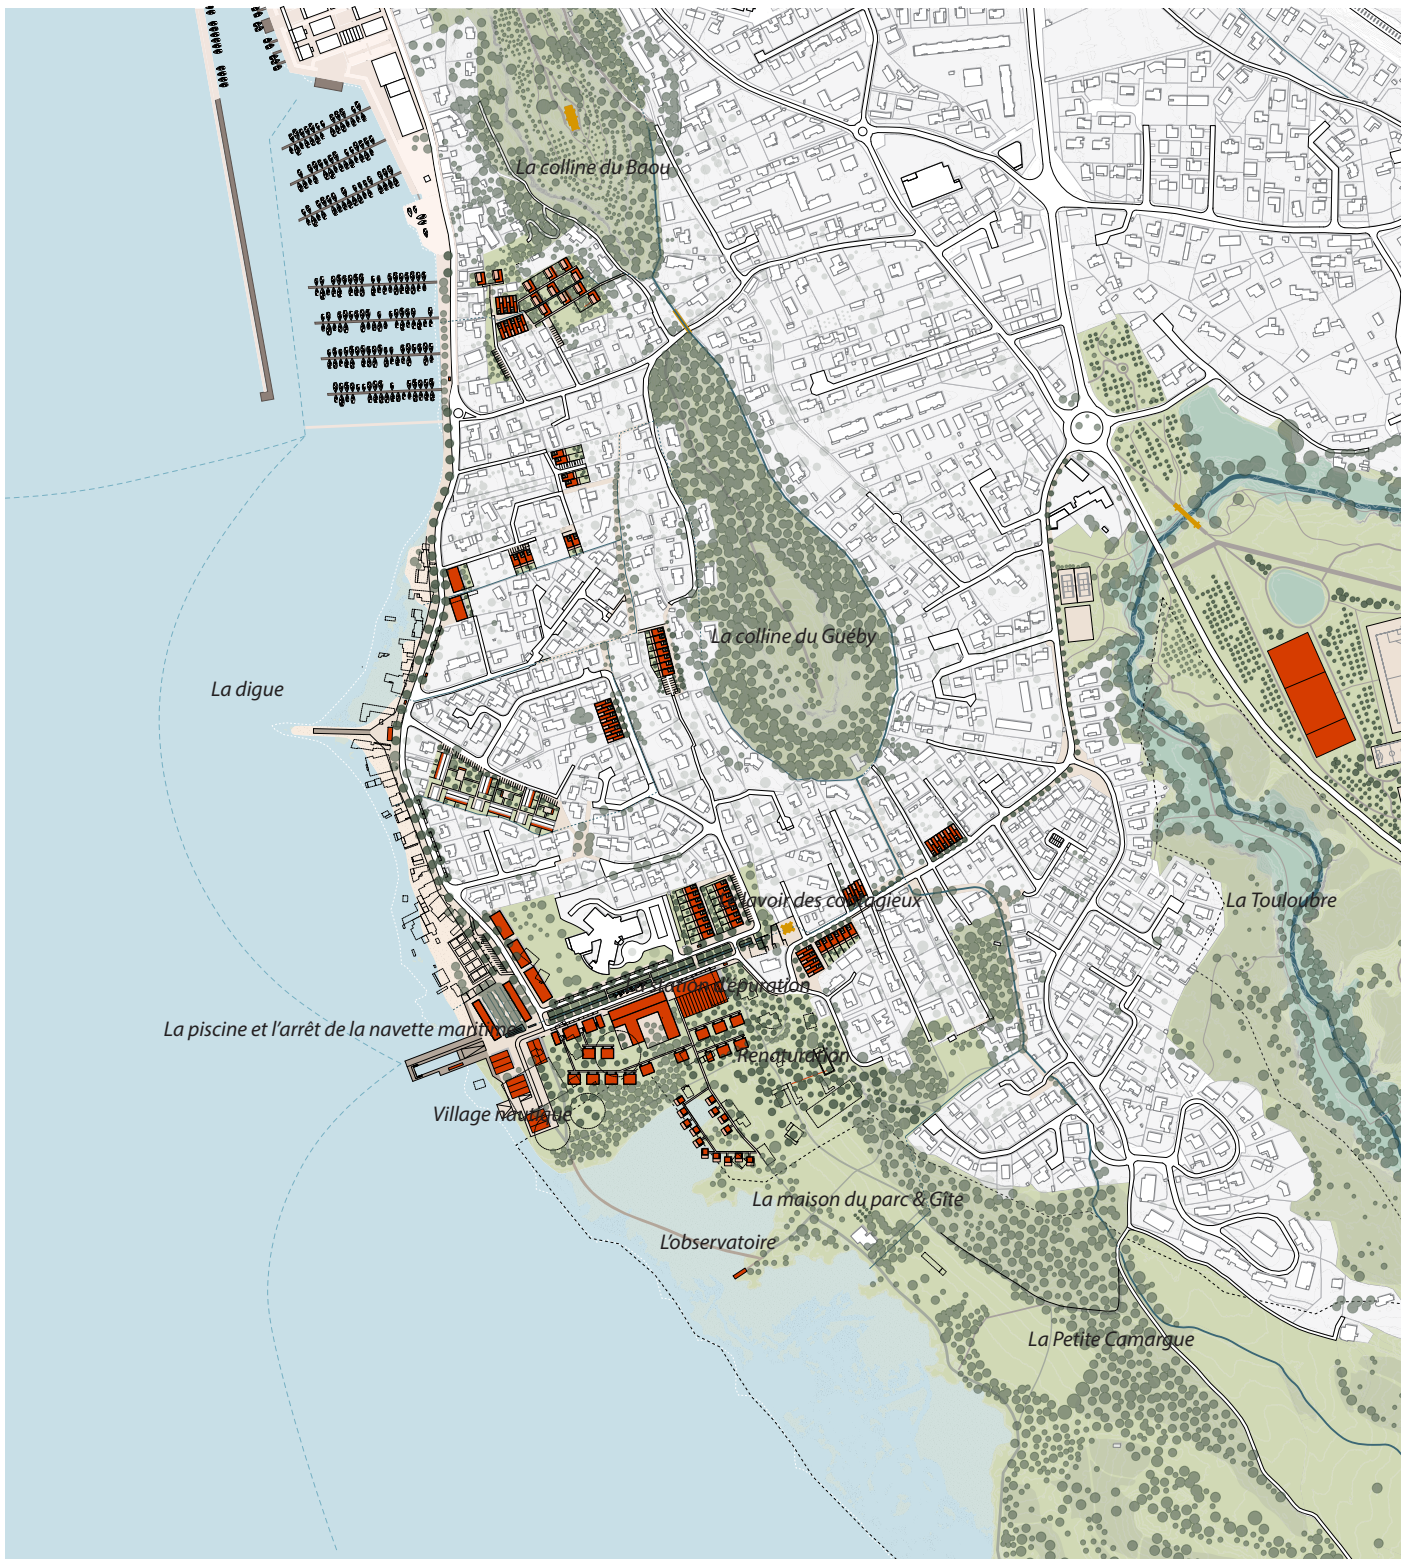 La colline du Baou
La colline du Guéby
La digue
lavoir des contagieux
La Touloubre
La station d'épuration
La piscine et l'arrêt de la navette maritime
Renaturation
Village nautique
La maison du parc & Gîte
L'observatoire
La Petite Camargue